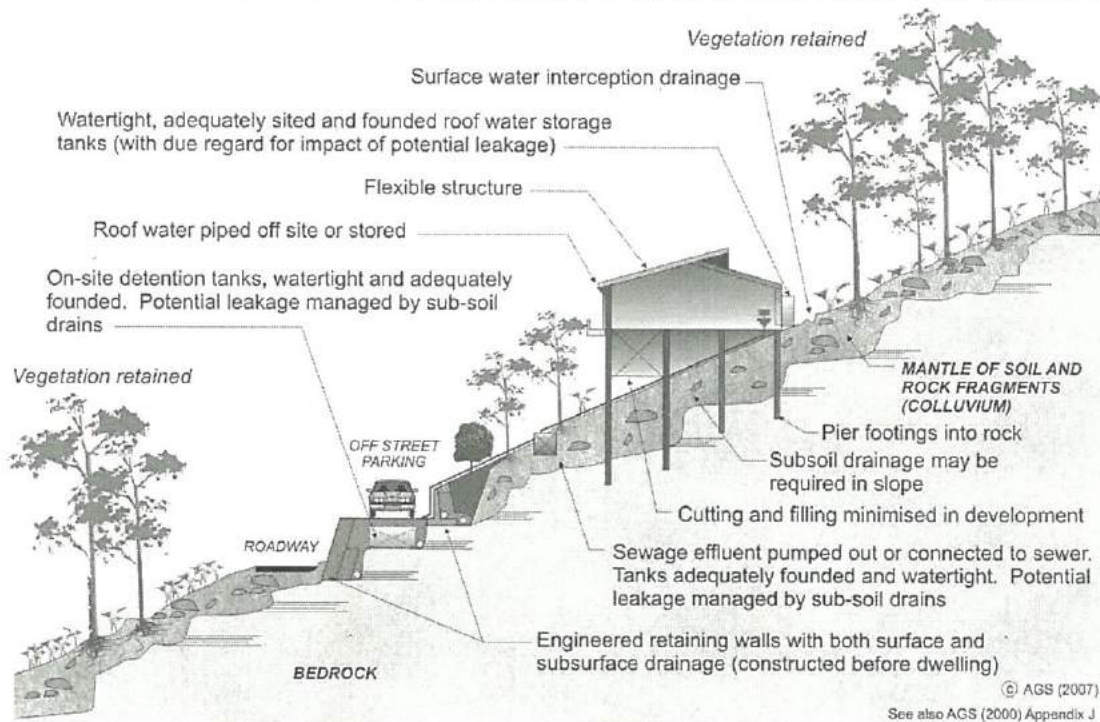 Vegetation retained
Surface water interception drainage
Watertight, adequately sited and founded roof water storage
tanks (with due regard for impact of potential leakage)
Flexible structure
Roof water piped off site or stored
On-site detention tanks, watertight and adequately
founded. Potential leakage managed by sub-soil
drains
Vegetation retained
MANTLE OF SOIL AND
ROCK FRAGMENTS
(COLLUVIUM)
Pier footings into rock
OFF STREET
PARKING
Subsoil drainage may be
required in slope
Cutting and filling minimised in development
ROADWAY
Sewage effluent pumped out or connected to sewer.
Tanks adequately founded and watertight. Potential
leakage managed by sub-soil drains
Engineered retaining walls with both surface and
subsurface drainage (constructed before dwelling)
BEDROCK
© AGS (2007)
See also AGS (2000) Appendix J